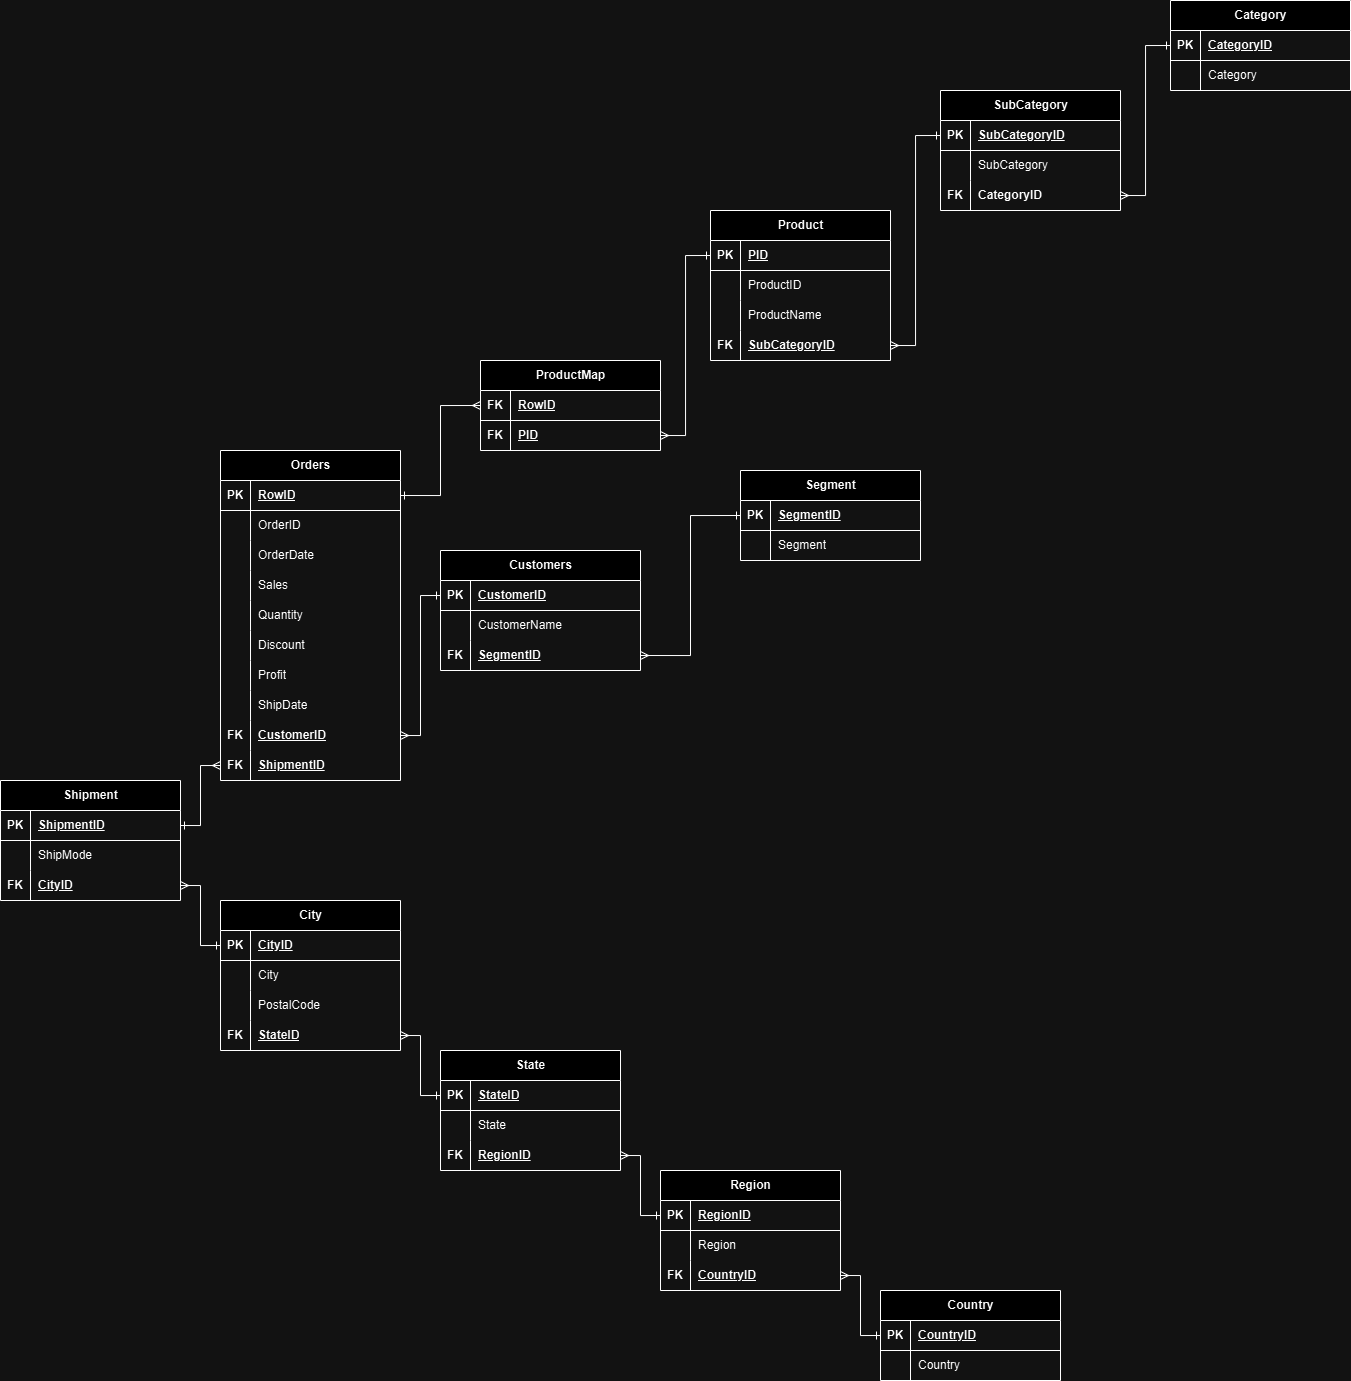 Category
PK CategoryID
Category
SubCategory
PK SubCategoryID
SubCategory
FK CategoryID
Product
PK PID
ProductID
ProductName
FK SubCategoryID
ProductMap
FK RowID
FK PID
Orders
PK RowID
OrderID
OrderDate
Sales
Quantity
Discount
Profit
ShipDate
FK CustomerID
FK ShipmentID
Segment
PK SegmentID
Segment
Customers
PK CustomerID
CustomerName
FK SegmentID
Shipment
PK ShipmentID
ShipMode
FK CityID
City
PK CityID
City
PostalCode
FK StateID
State
PK StateID
State
FK RegionID
Region
PK RegionID
Region
FK CountryID
Country
PK CountryID
Country